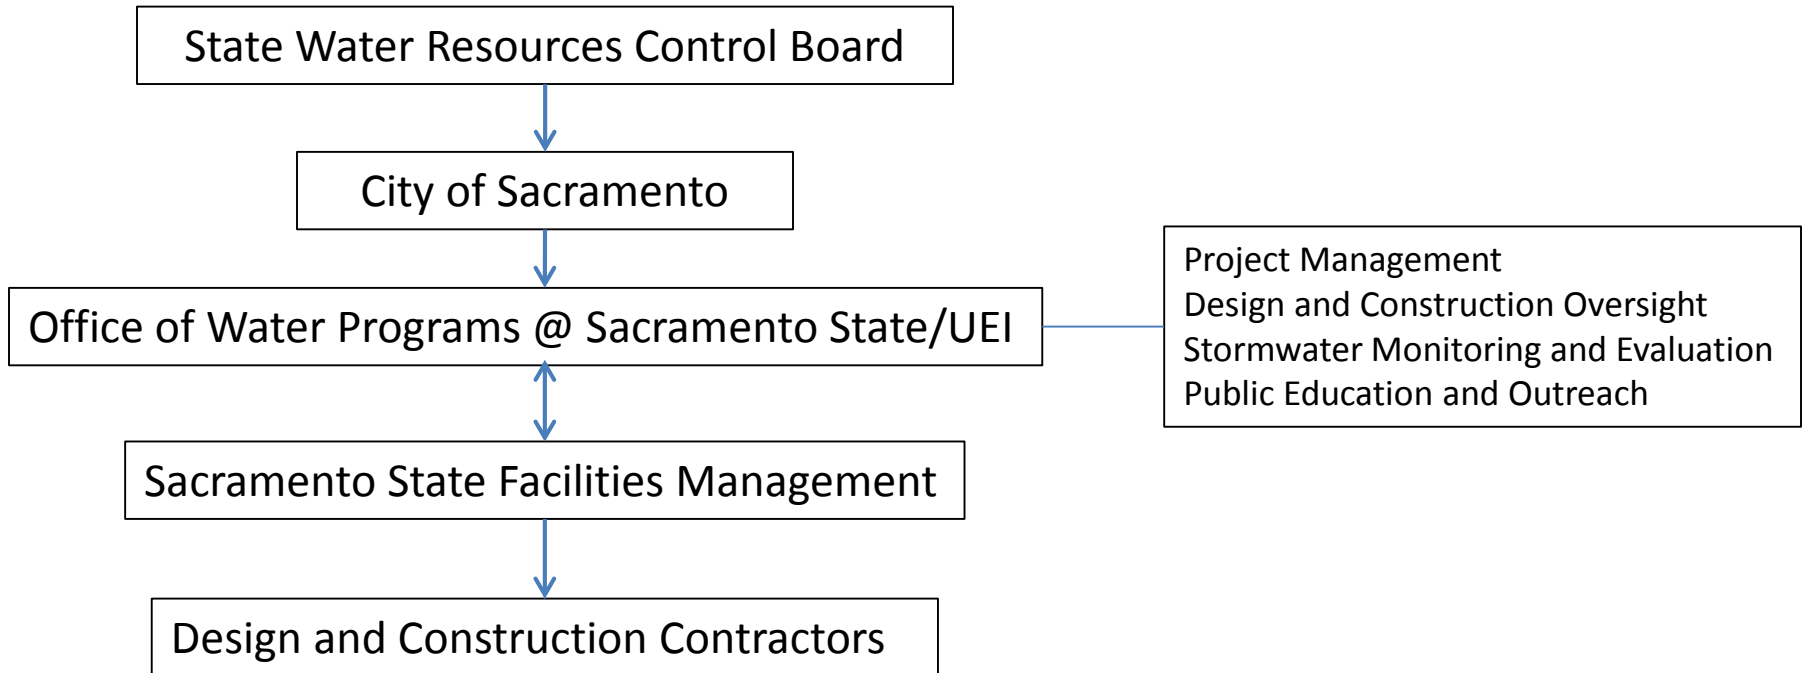 State Water Resources Control Board
City of Sacramento
Office of Water Programs @ Sacramento State/UEI
Project Management
Design and Construction Oversight
Stormwater Monitoring and Evaluation
Public Education and Outreach
Sacramento State Facilities Management
Design and Construction Contractors